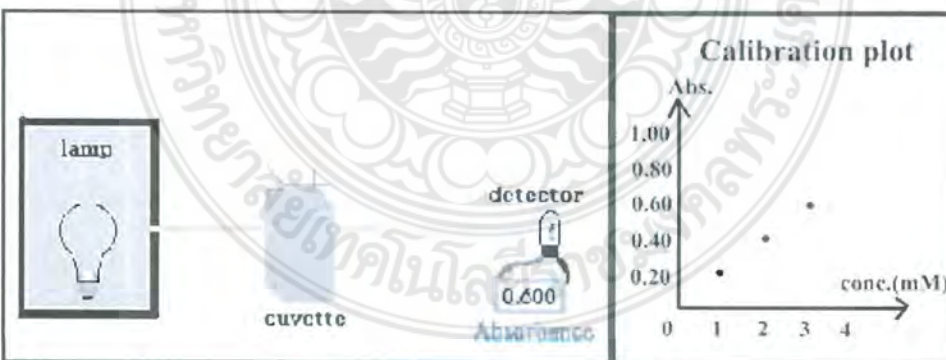 lamp
cuvette
detector
0.600
Absorbance
Calibration plot
Abs.
1.00
0.80
0.60
0.40
0.20
conc.(mM)
0 1 2 3 4